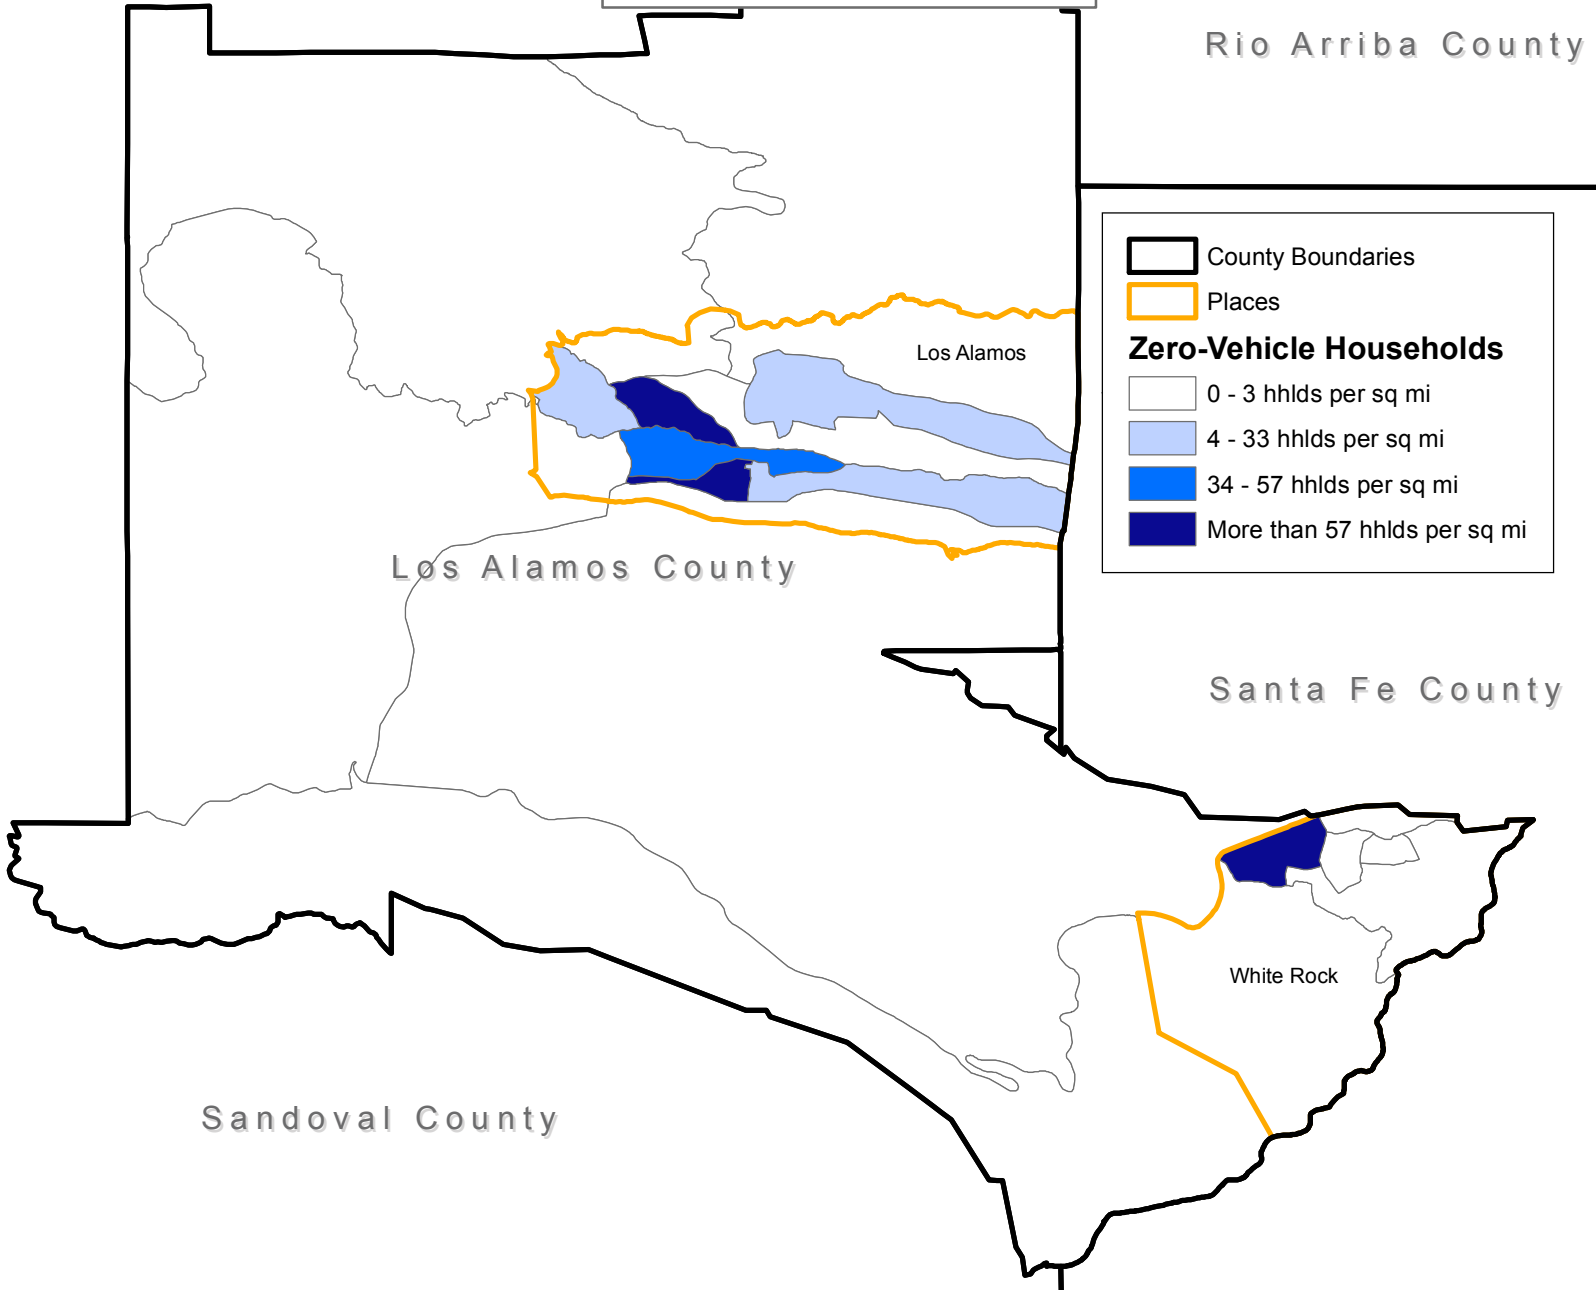 Rio Arriba County
County Boundaries
Places
Zero-Vehicle Households
0 - 3 hhlds per sq mi
4 - 33 hhlds per sq mi
34 - 57 hhlds per sq mi
More than 57 hhlds per sq mi
Los Alamos
Los Alamos County
Santa Fe County
White Rock
Sandoval County